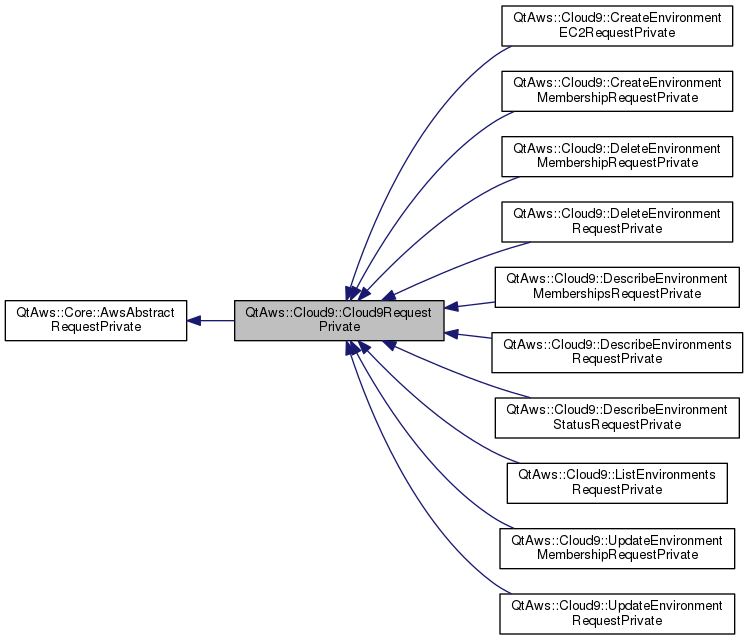 QtAws::Core::AwsAbstract
RequestPrivate
QtAws::Cloud9::Cloud9Request
Private
QtAws::Cloud9::CreateEnvironment
EC2RequestPrivate
QtAws::Cloud9::CreateEnvironment
MembershipRequestPrivate
QtAws::Cloud9::DeleteEnvironment
MembershipRequestPrivate
QtAws::Cloud9::DeleteEnvironment
RequestPrivate
QtAws::Cloud9::DescribeEnvironment
MembershipsRequestPrivate
QtAws::Cloud9::DescribeEnvironments
RequestPrivate
QtAws::Cloud9::DescribeEnvironment
StatusRequestPrivate
QtAws::Cloud9::ListEnvironments
RequestPrivate
QtAws::Cloud9::UpdateEnvironment
MembershipRequestPrivate
QtAws::Cloud9::UpdateEnvironment
RequestPrivate